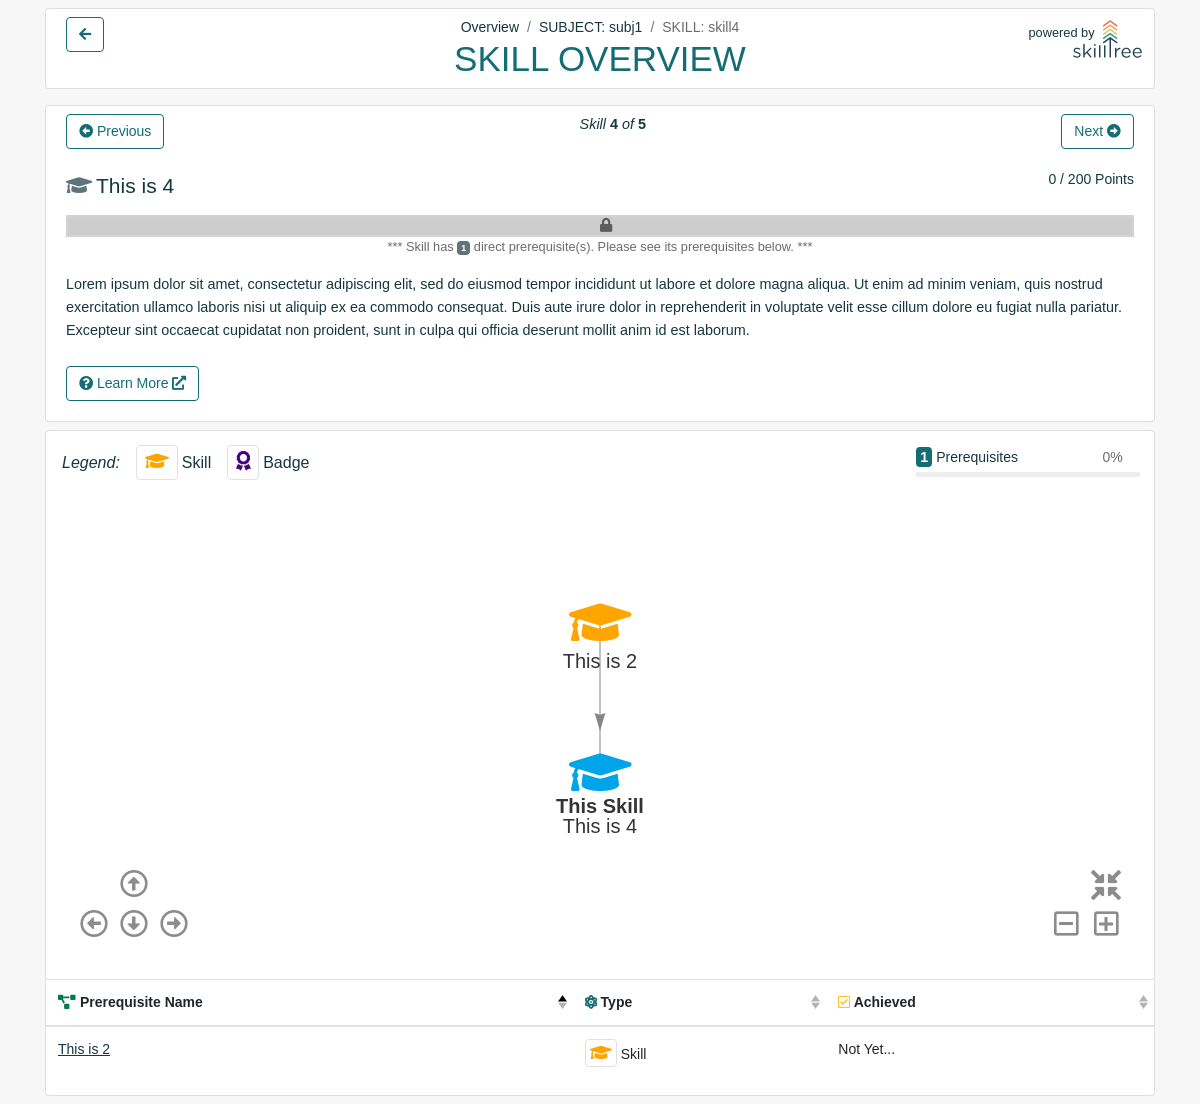 Overview / SUBJECT: subj1 / SKILL: skill4
SKILL OVERVIEW
powered by
skilltree
Previous
Skill 4 of 5
Next
This is 4
0 / 200 Points
*** Skill has 1 direct prerequisite(s). Please see its prerequisites below. ***
Lorem ipsum dolor sit amet, consectetur adipiscing elit, sed do eiusmod tempor incididunt ut labore et dolore magna aliqua. Ut enim ad minim veniam, quis nostrud
exercitation ullamco laboris nisi ut aliquip ex ea commodo consequat. Duis aute irure dolor in reprehenderit in voluptate velit esse cillum dolore eu fugiat nulla pariatur.
Excepteur sint occaecat cupidatat non proident, sunt in culpa qui officia deserunt mollit anim id est laborum.
Learn More
Legend: Skill Badge
1 Prerequisites 0%
This is 2
This Skill
This is 4
Prerequisite Name Type Achieved
This is 2 Skill Not Yet...